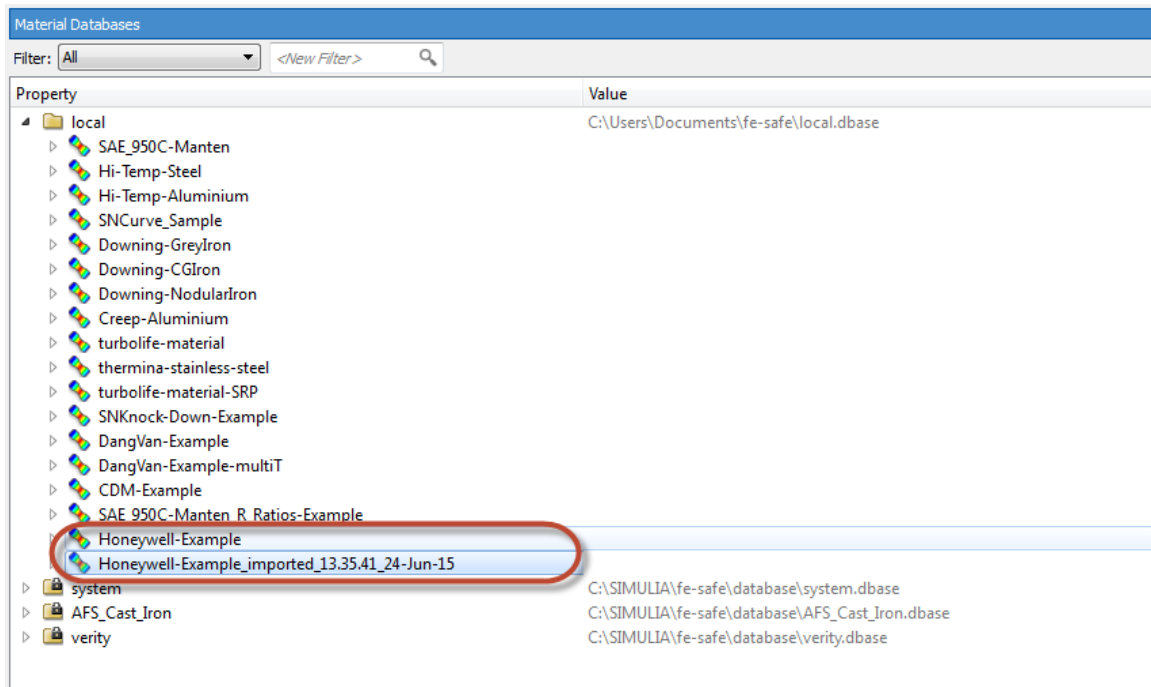 Material Databases
Filter: All <New Filter>
Property Value
local C:\Users\Documents\fe-safe\local.dbase
SAE_950C-Manten
Hi-Temp-Steel
Hi-Temp-Aluminium
SNCurve_Sample
Downing-GreyIron
Downing-CGIron
Downing-NodularIron
Creep-Aluminium
turbolife-material
thermina-stainless-steel
turbolife-material-SRP
SNKnock-Down-Example
DangVan-Example
DangVan-Example-multiT
CDM-Example
SAE_950C-Manten_R_Ratios-Example
Honeywell-Example
Honeywell-Example_imported_13.35.41_24-Jun-15
system C:\SIMULIA\fe-safe\database\system.dbase
AFS_Cast_Iron C:\SIMULIA\fe-safe\database\AFS_Cast_Iron.dbase
verity C:\SIMULIA\fe-safe\database\verity.dbase